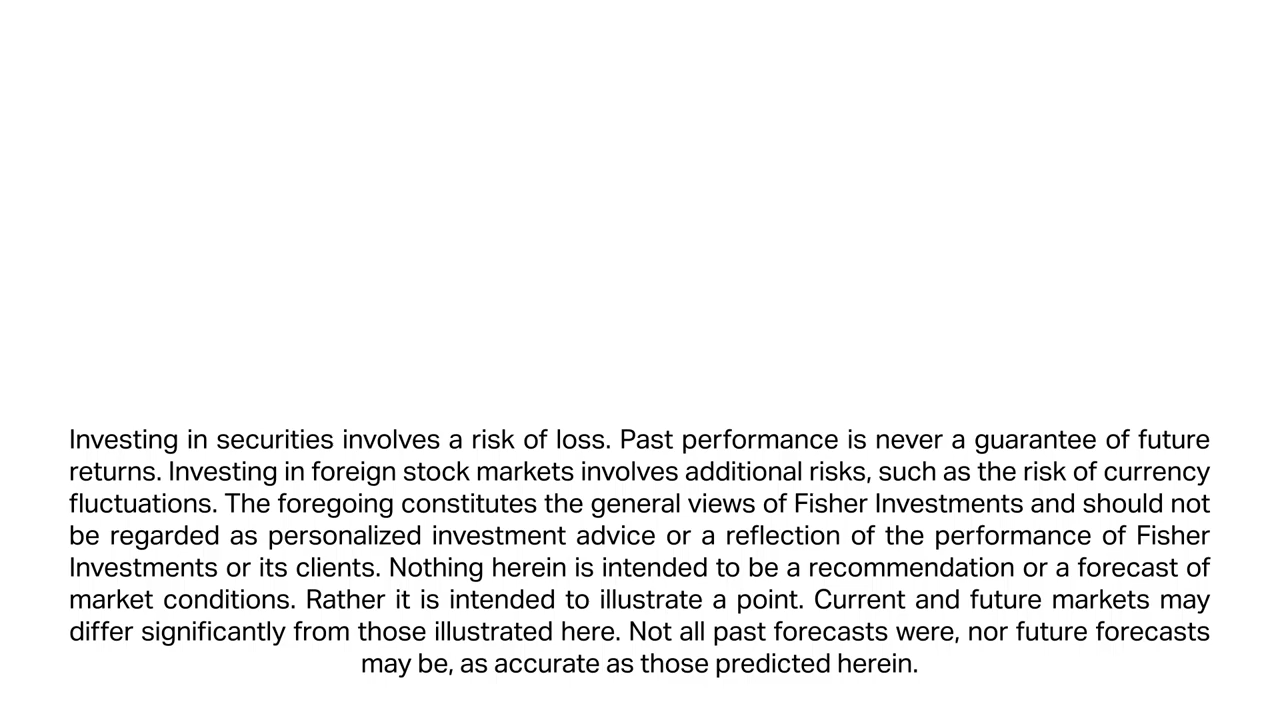 Investing in securities involves a risk of loss. Past performance is never a guarantee of future
returns. Investing in foreign stock markets involves additional risks, such as the risk of currency
fluctuations. The foregoing constitutes the general views of Fisher Investments and should not
be regarded as personalized investment advice or a reflection of the performance of Fisher
Investments or its clients. Nothing herein is intended to be a recommendation or a forecast of
market conditions. Rather it is intended to illustrate a point. Current and future markets may
differ significantly from those illustrated here. Not all past forecasts were, nor future forecasts
may be, as accurate as those predicted herein.